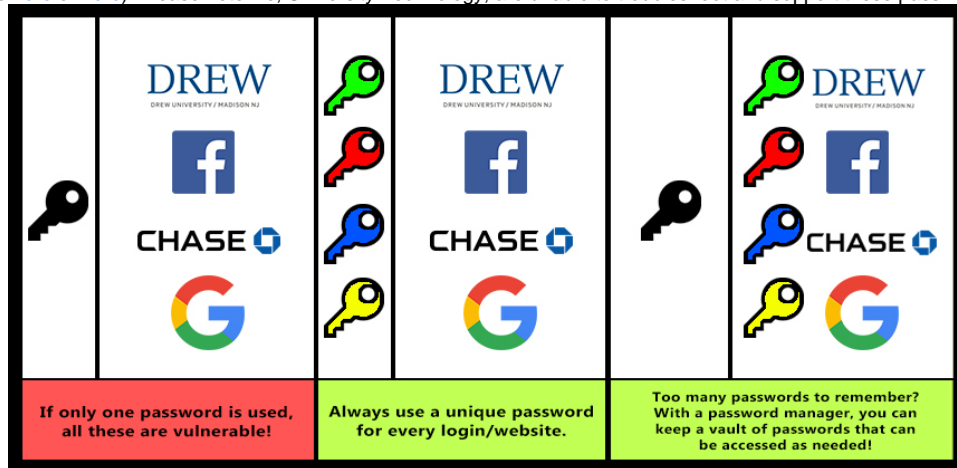 DREW
DREW UNIVERSITY / MADISON NJ
f
CHASE
G
If only one password is used,
all these are vulnerable!
DREW
DREW UNIVERSITY / MADISON NJ
f
CHASE
G
Always use a unique password
for every login/website.
DREW
DREW UNIVERSITY / MADISON NJ
f
CHASE
G
Too many passwords to remember?
With a password manager, you can
keep a vault of passwords that can
be accessed as needed!